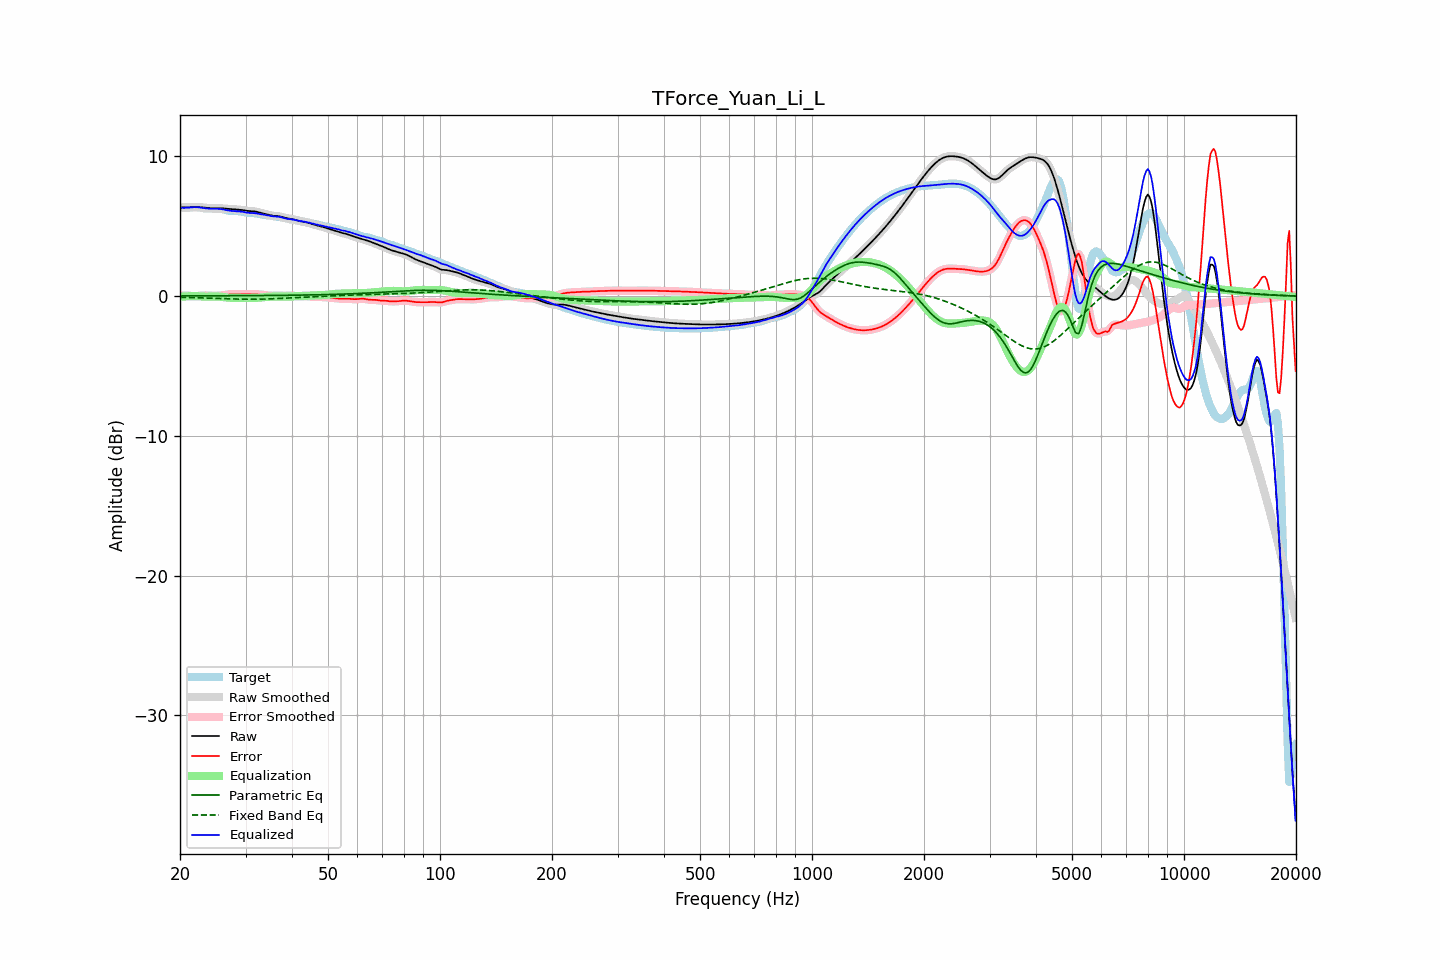 TForce_Yuan_Li_L
Amplitude (dBr)
10
0
−10
−20
−30
Target
Raw Smoothed
Error Smoothed
Raw
Error
Equalization
Parametric Eq
Fixed Band Eq
Equalized
20
50
100
200
500
1000
2000
5000
10000
20000
Frequency (Hz)